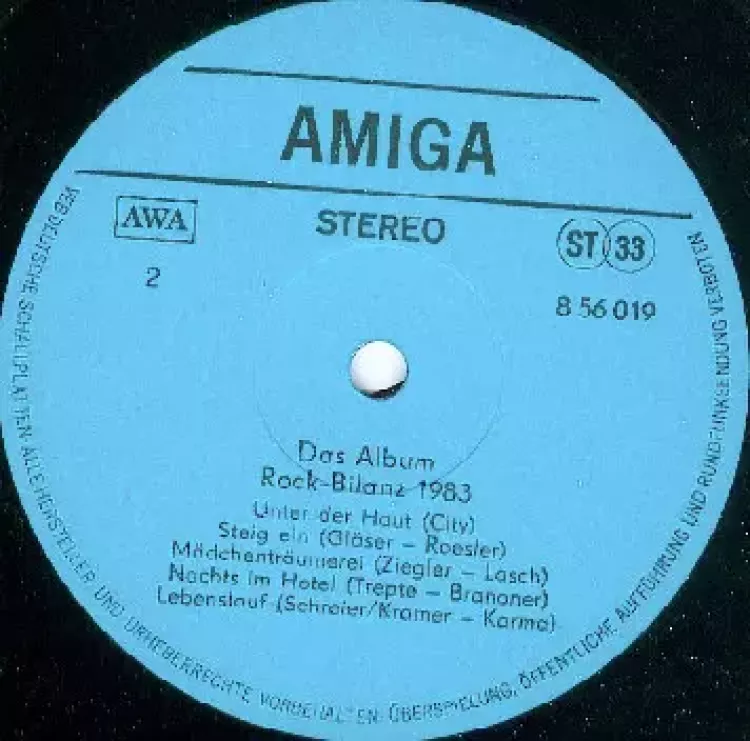 AMIGA
AWA
STEREO
ST 33
2
8 56 019
Das Album
Rock-Bilanz 1983
Unter der Haut (City)
Steig ein (Gläser – Roesler)
Mädchenträumerei (Ziegler – Lasch)
Nachts im Hotel (Trepte – Branoner)
Lebenslauf (Schreier/Kramer – Karma)
VEB DEUTSCHE SCHALLPLATTEN. ALLE HERSTELLER UND URHEBERRECHTE VORBEHALTEN. ÜBERSPIELUNG, ÖFFENTLICHE AUFFÜHRUNG UND RUNDFUNKSENDUNG VERBOTEN